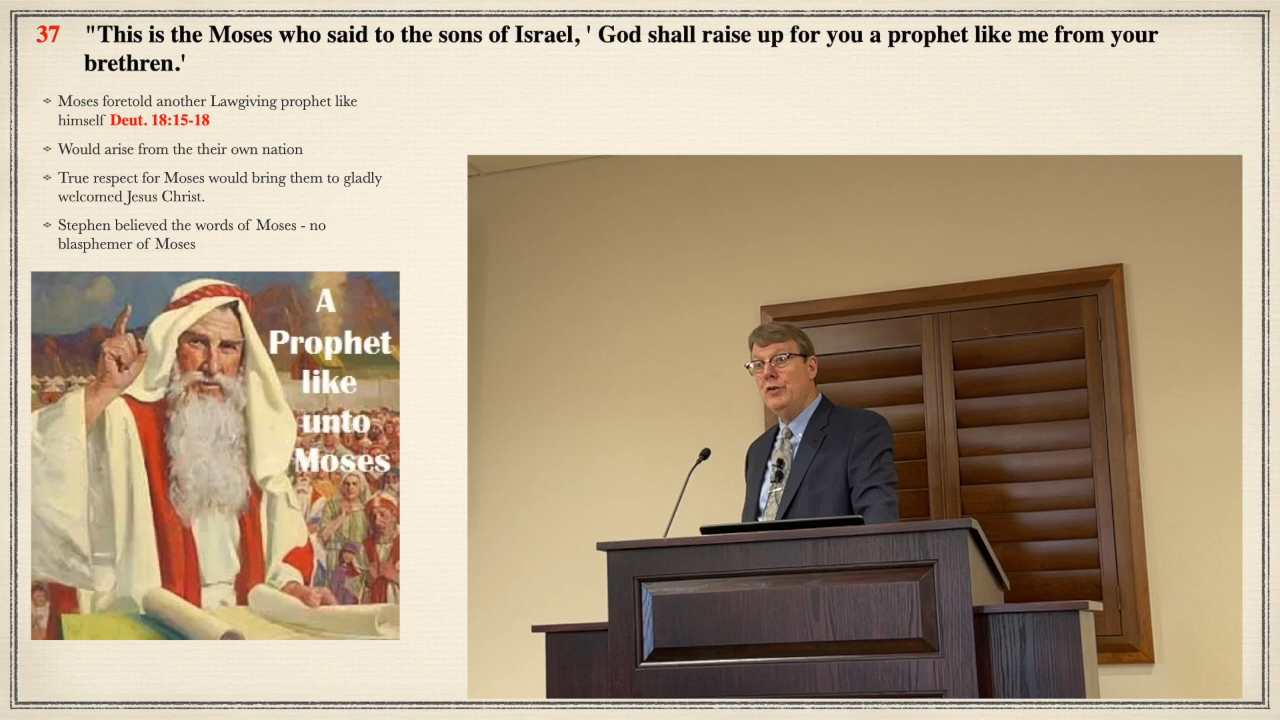 37 "This is the Moses who said to the sons of Israel, ' God shall raise up for you a prophet like me from your
brethren.'
Moses foretold another Lawgiving prophet like
himself Deut. 18:15-18
Would arise from the their own nation
True respect for Moses would bring them to gladly
welcomed Jesus Christ.
Stephen believed the words of Moses - no
blasphemer of Moses
A
Prophet
like
unto
Moses